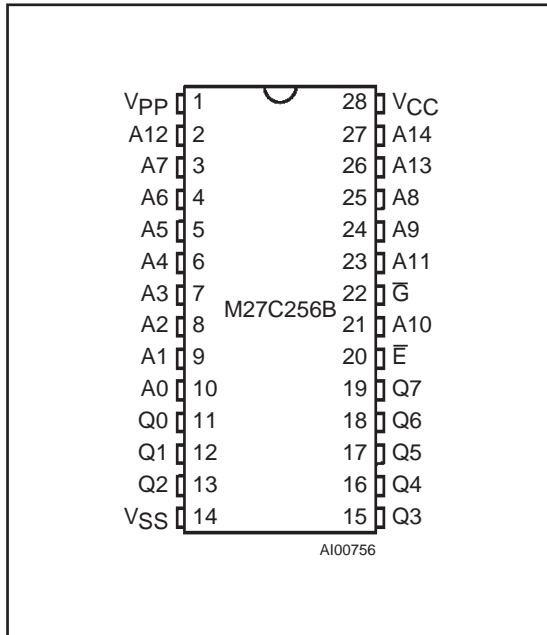 VPP 1 28 VCC
A12 2 27 A14
A7 3 26 A13
A6 4 25 A8
A5 5 24 A9
A4 6 23 A11
A3 7 22 G̅
A2 8 21 A10
M27C256B
A1 9 20 E̅
A0 10 19 Q7
Q0 11 18 Q6
Q1 12 17 Q5
Q2 13 16 Q4
VSS 14 15 Q3
AI00756